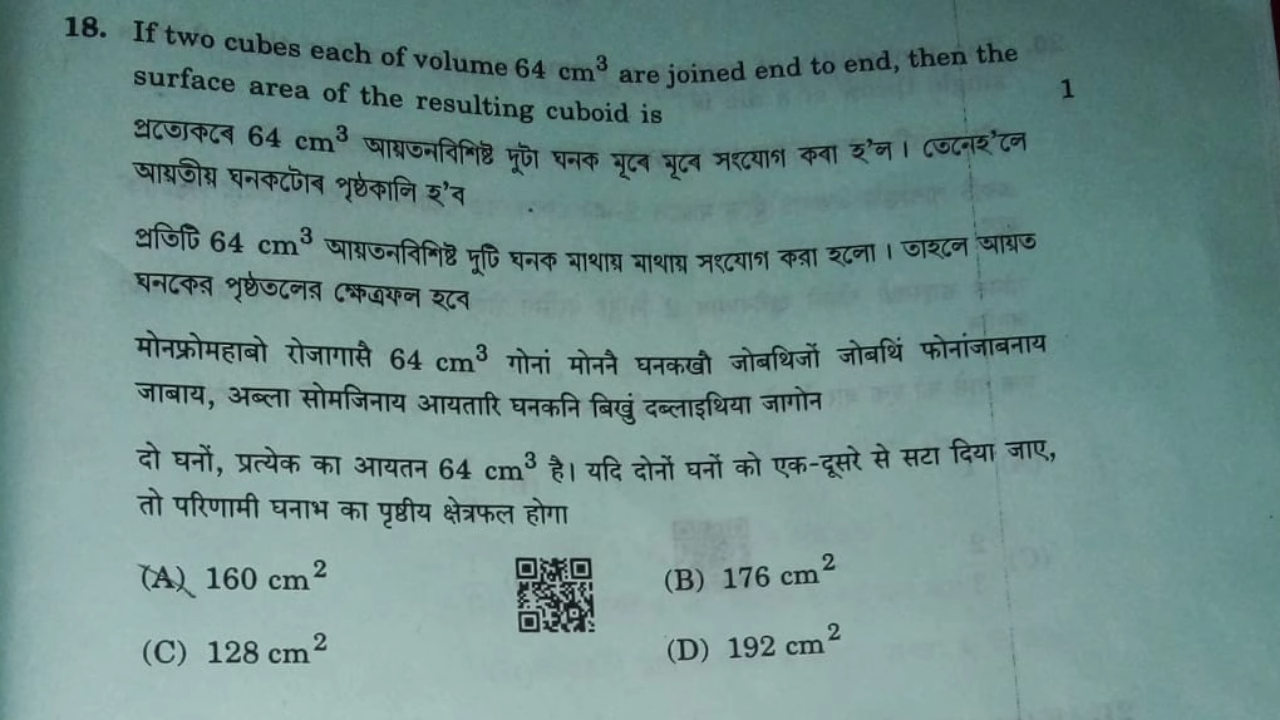 18. If two cubes each of volume 64 cm³ are joined end to end, then the
surface area of the resulting cuboid is 1
প্ৰত্যেকৰে 64 cm³ আয়তনবিশিষ্ট দুটা ঘনক মূৰে মূৰে সংযোগ কৰা হ'ল। তেনেহ'লে
আয়তীয় ঘনকটোৰ পৃষ্ঠকালি হ'ব
প্রতিটি 64 cm³ আয়তনবিশিষ্ট দুটি ঘনক মাথায় মাথায় সংযোগ করা হলো। তাহলে আয়ত
ঘনকের পৃষ্ঠতলের ক্ষেত্রফল হবে
मोनफ्रोमहाबो रोजागासै 64 cm³ गोनां मोननै घनकखौ जोबथिजों जोबथिं फोनांजाबनाय
जाबाय, अब्ला सोमजिनाय आयतारि घनकनि बिखुं दब्लाइथिया जागोन
दो घनों, प्रत्येक का आयतन 64 cm³ है। यदि दोनों घनों को एक-दूसरे से सटा दिया जाए,
तो परिणामी घनाभ का पृष्ठीय क्षेत्रफल होगा
(A) 160 cm² (B) 176 cm²
(C) 128 cm² (D) 192 cm²